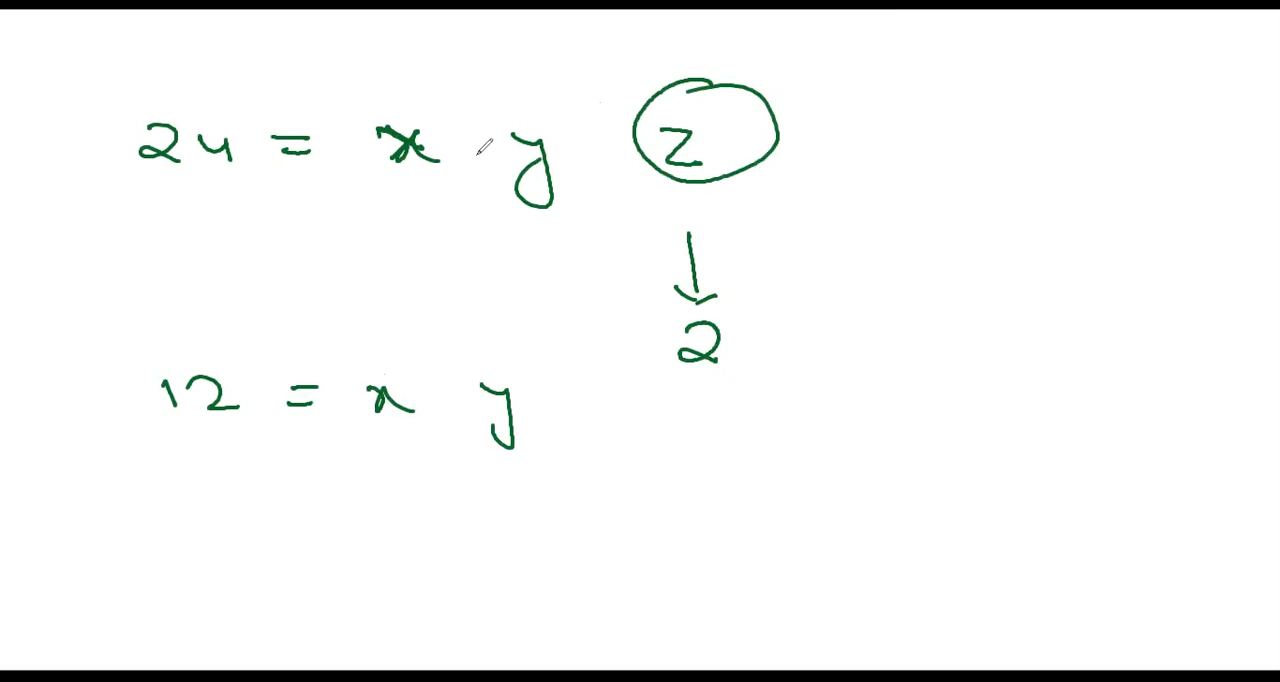 24 = x y z
↓
2
12 = x y